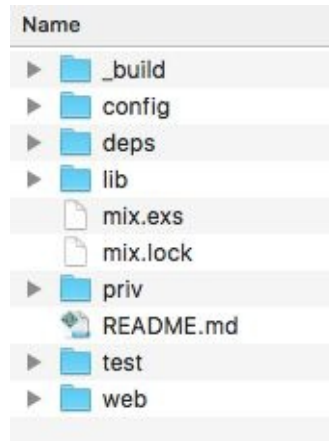 Name
_build
config
deps
lib
mix.exs
mix.lock
priv
README.md
test
web